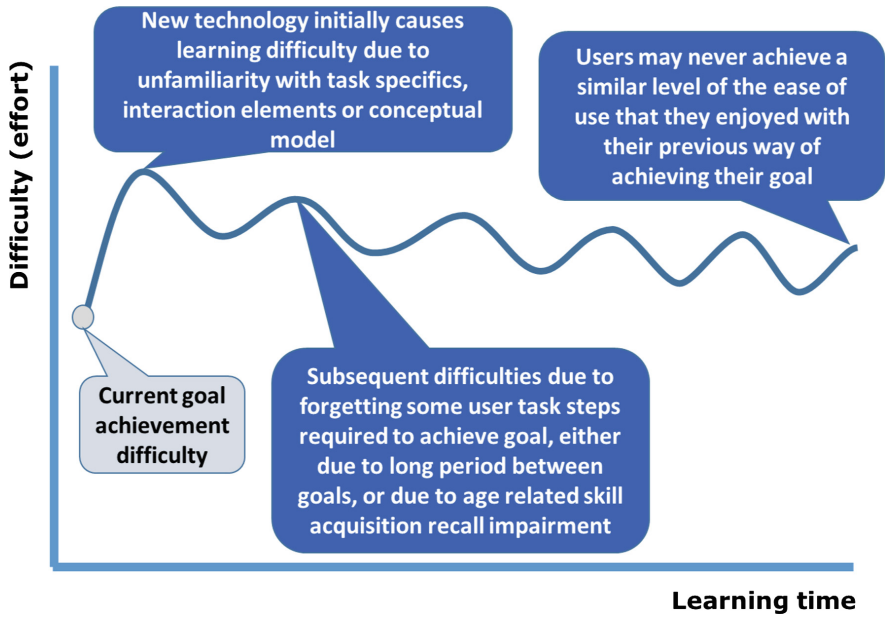 New technology initially causes
learning difficulty due to
unfamiliarity with task specifics,
interaction elements or conceptual
model
Users may never achieve a
similar level of the ease of
use that they enjoyed with
their previous way of
achieving their goal
Difficulty (effort)
Current goal
achievement
difficulty
Subsequent difficulties due to
forgetting some user task steps
required to achieve goal, either
due to long period between
goals, or due to age related skill
acquisition recall impairment
Learning time